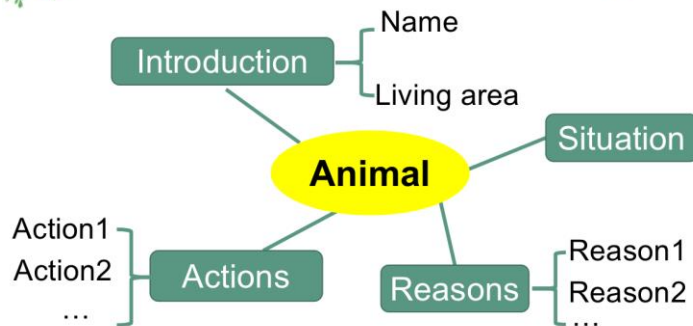 Name
Introduction
Living area
Situation
Animal
Action1
Action2
...
Actions
Reasons
Reason1
Reason2
...